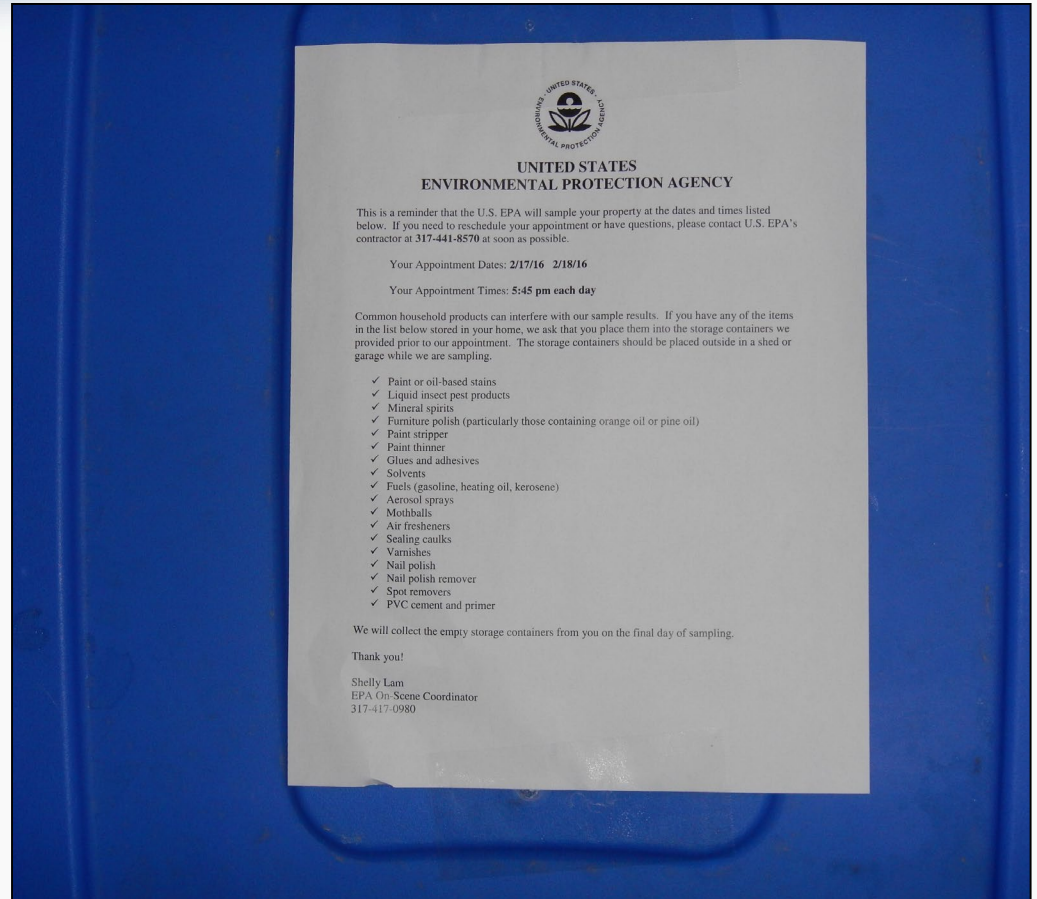 UNITED STATES
ENVIRONMENTAL PROTECTION AGENCY
UNITED STATES
ENVIRONMENTAL PROTECTION AGENCY
This is a reminder that the U.S. EPA will sample your property at the dates and times listed
below. If you need to reschedule your appointment or have questions, please contact U.S. EPA's
contractor at 317-441-8570 at soon as possible.
Your Appointment Dates: 2/17/16 2/18/16
Your Appointment Times: 5:45 pm each day
Common household products can interfere with our sample results. If you have any of the items
in the list below stored in your home, we ask that you place them into the storage containers we
provided prior to our appointment. The storage containers should be placed outside in a shed or
garage while we are sampling.
✓ Paint or oil-based stains
✓ Liquid insect pest products
✓ Mineral spirits
✓ Furniture polish (particularly those containing orange oil or pine oil)
✓ Paint stripper
✓ Paint thinner
✓ Glues and adhesives
✓ Solvents
✓ Fuels (gasoline, heating oil, kerosene)
✓ Aerosol sprays
✓ Mothballs
✓ Air fresheners
✓ Sealing caulks
✓ Varnishes
✓ Nail polish
✓ Nail polish remover
✓ Spot removers
✓ PVC cement and primer
We will collect the empty storage containers from you on the final day of sampling.
Thank you!
Shelly Lam
EPA On-Scene Coordinator
317-417-0980